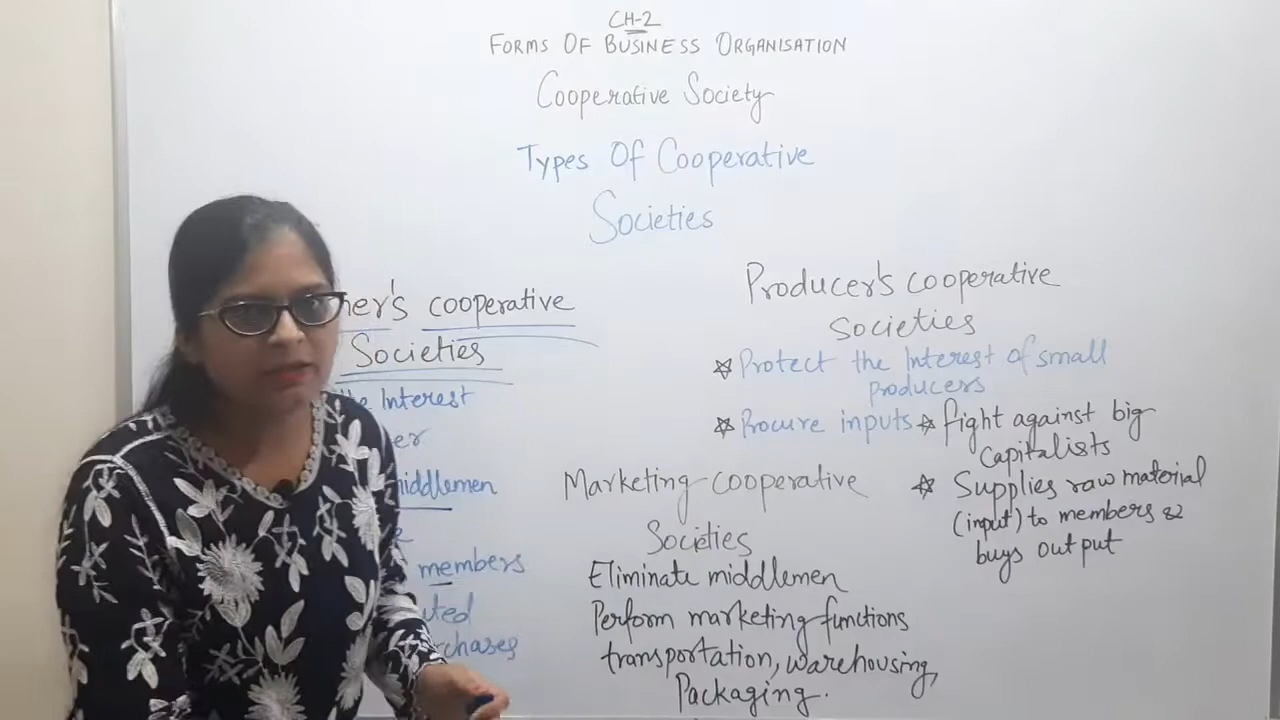 CH-2
FORMS OF BUSINESS ORGANISATION
Cooperative Society
Types Of Cooperative
Societies
cooperative
Societies
Interest
middlemen
members
Producer's cooperative
Societies
☆ Protect the Interest of small
producers
☆ Procure inputs ☆ fight against big
Capitalists
☆ Supplies raw material
(input) to members &
buys output
Marketing cooperative
Societies
Eliminate middlemen
Perform marketing functions
transportation, warehousing,
Packaging.